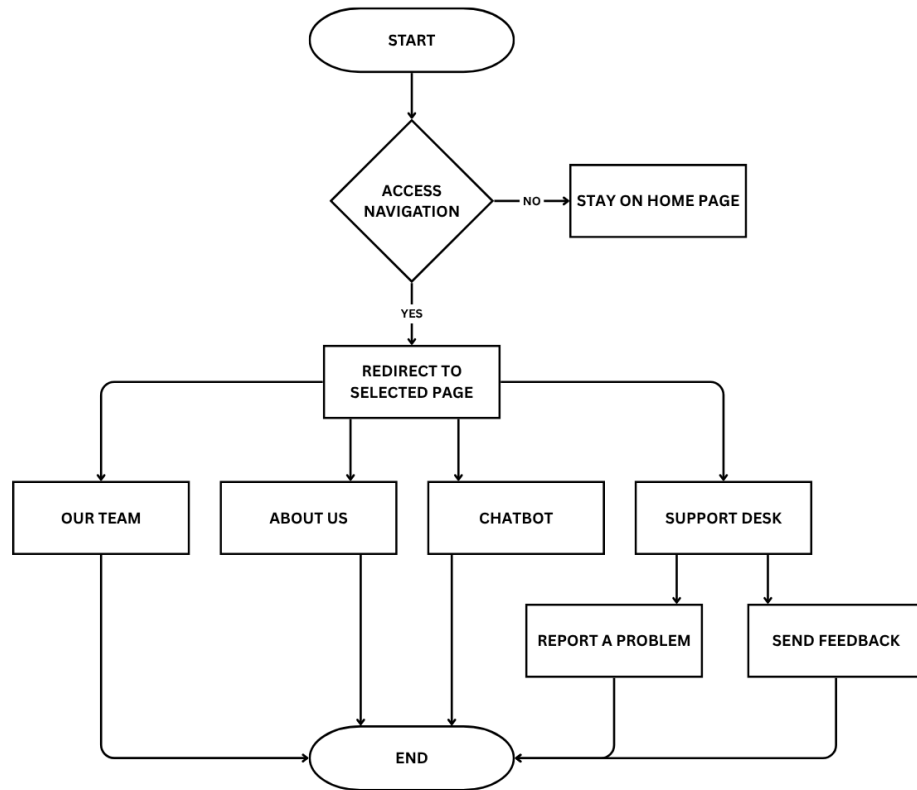 START
ACCESS
NAVIGATION
NO
STAY ON HOME PAGE
YES
REDIRECT TO
SELECTED PAGE
OUR TEAM
ABOUT US
CHATBOT
SUPPORT DESK
REPORT A PROBLEM
SEND FEEDBACK
END